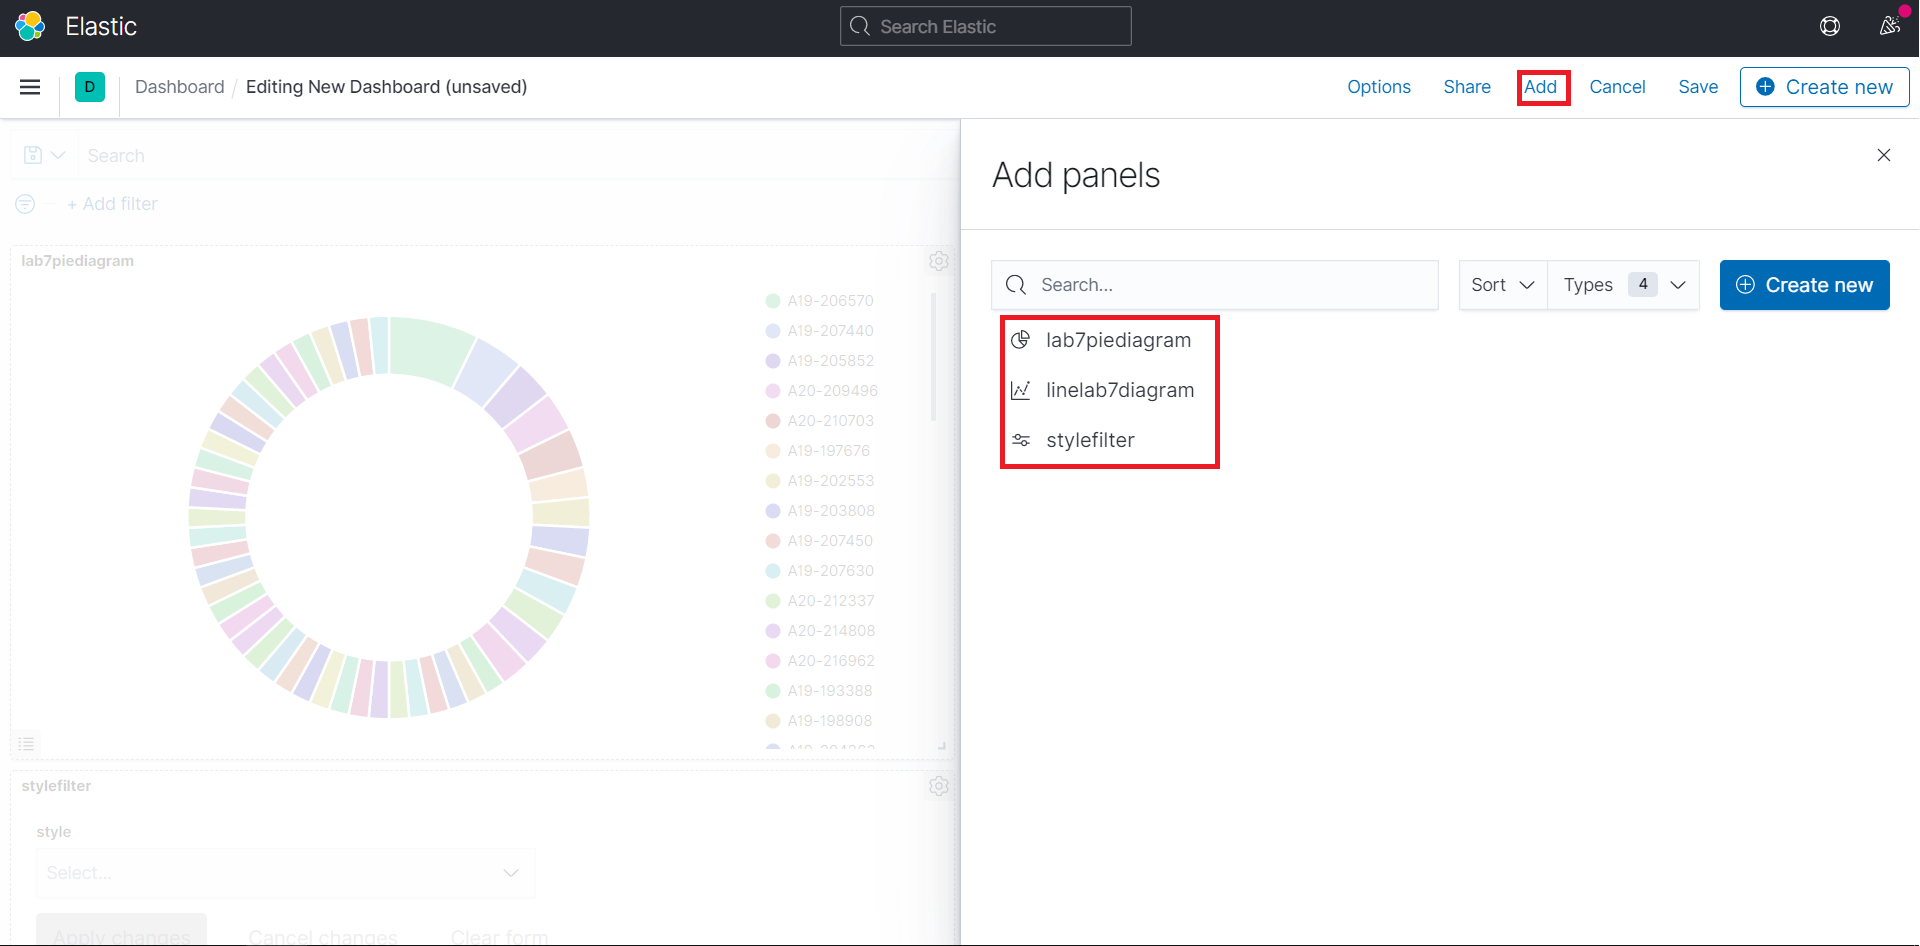 Elastic
Search Elastic
D Dashboard / Editing New Dashboard (unsaved)
Options Share Add Cancel Save Create new
Search
+ Add filter
lab7piediagram
A19-206570
A19-207440
A19-205852
A20-209496
A20-210703
A19-197676
A19-202553
A19-203808
A19-207450
A19-207630
A20-212337
A20-214808
A20-216962
A19-193388
A19-198908
stylefilter
style
Select...
Apply changes Cancel changes Clear form
Add panels
Search...
Sort Types 4 Create new
lab7piediagram
linelab7diagram
stylefilter